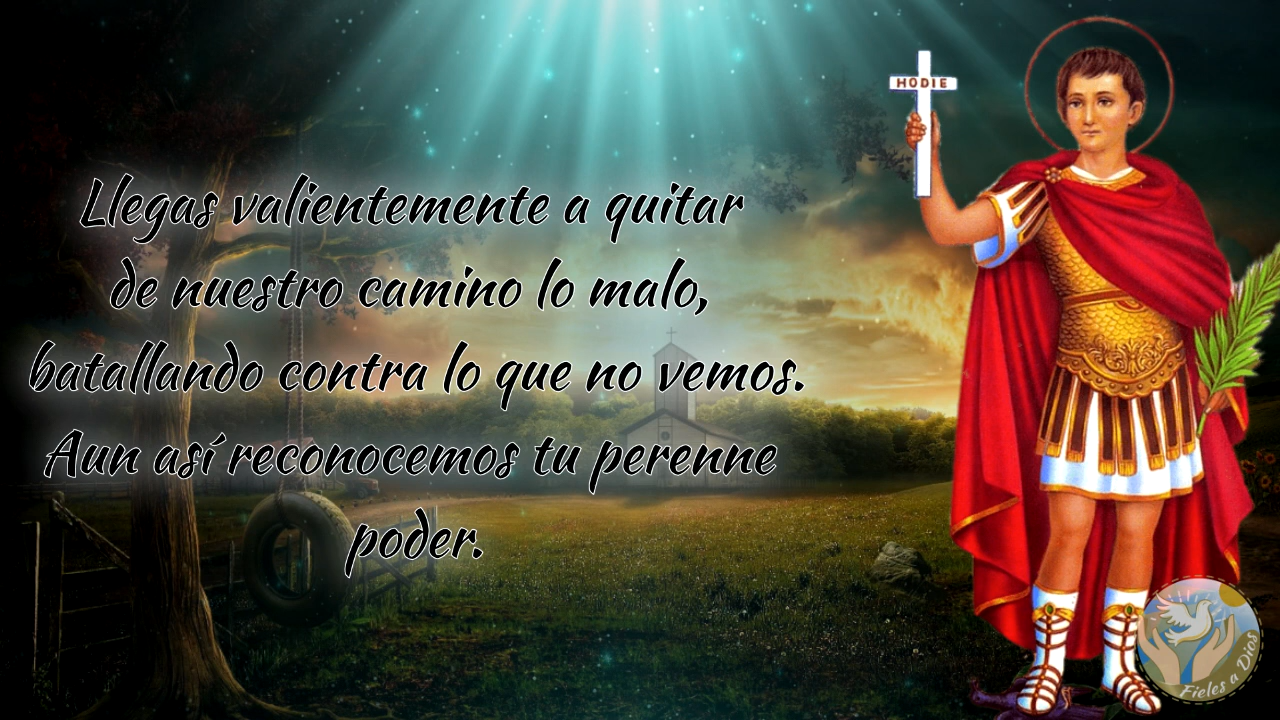 HODIE
Llegas valientemente a quitar
de nuestro camino lo malo,
batallando contra lo que no vemos.
Aun así reconocemos tu perenne
poder.
Fieles a Dios